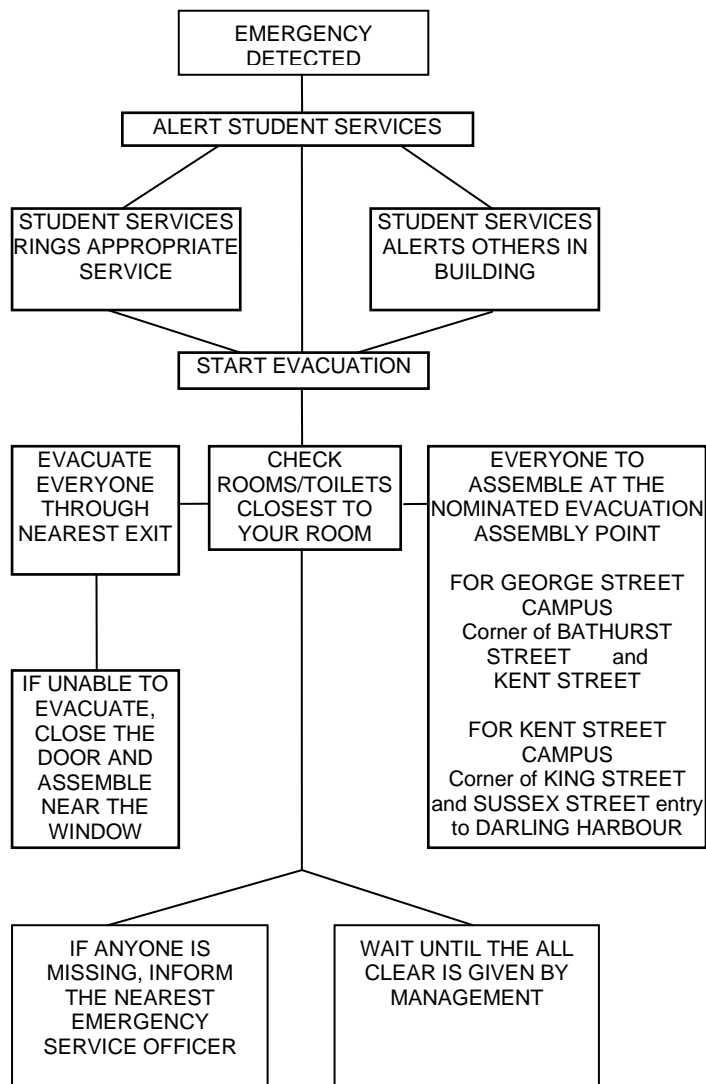 EMERGENCY
DETECTED
ALERT STUDENT SERVICES
STUDENT SERVICES
RINGS APPROPRIATE
SERVICE
STUDENT SERVICES
ALERTS OTHERS IN
BUILDING
START EVACUATION
EVACUATE
EVERYONE
THROUGH
NEAREST EXIT
CHECK
ROOMS/TOILETS
CLOSEST TO
YOUR ROOM
EVERYONE TO
ASSEMBLE AT THE
NOMINATED EVACUATION
ASSEMBLY POINT
FOR GEORGE STREET
CAMPUS
Corner of BATHURST
STREET and
KENT STREET
FOR KENT STREET
CAMPUS
Corner of KING STREET
and SUSSEX STREET entry
to DARLING HARBOUR
IF UNABLE TO
EVACUATE,
CLOSE THE
DOOR AND
ASSEMBLE
NEAR THE
WINDOW
IF ANYONE IS
MISSING, INFORM
THE NEAREST
EMERGENCY
SERVICE OFFICER
WAIT UNTIL THE ALL
CLEAR IS GIVEN BY
MANAGEMENT